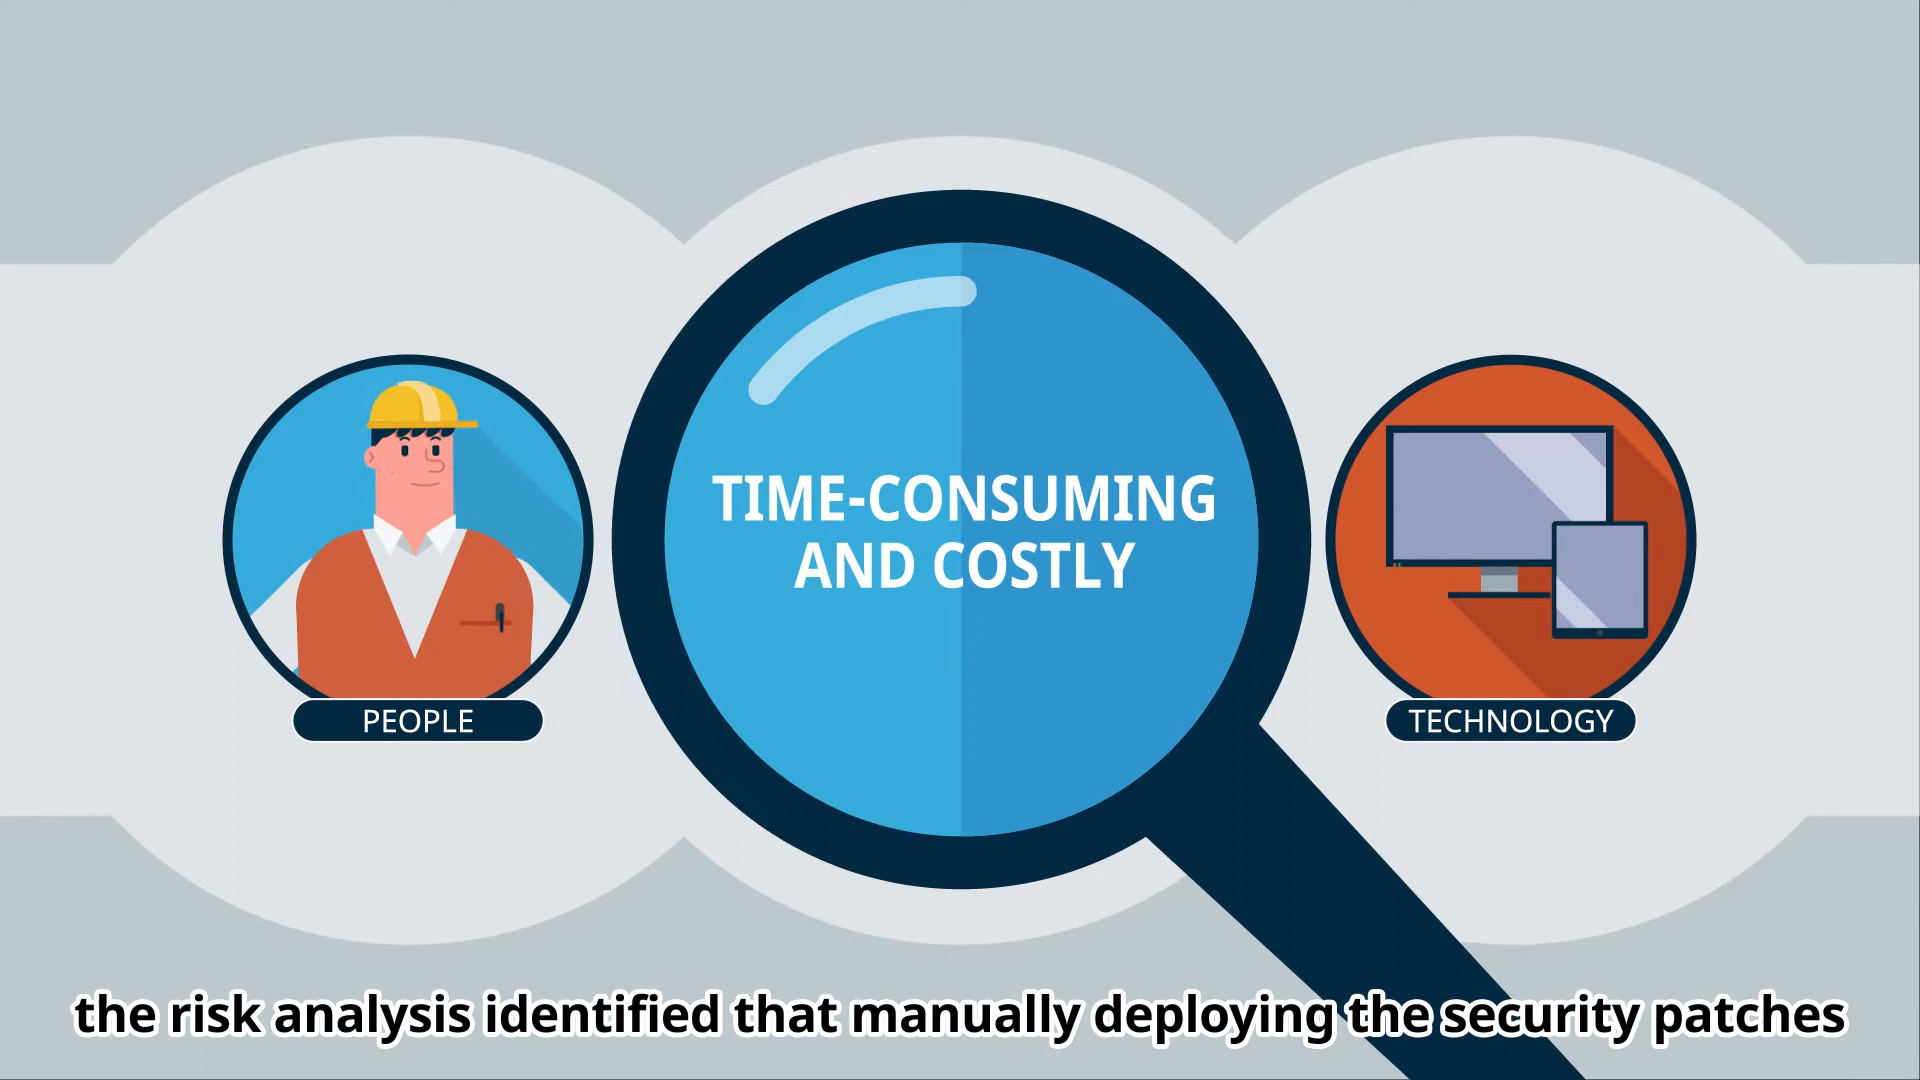 TIME-CONSUMING
AND COSTLY
PEOPLE
TECHNOLOGY
the risk analysis identified that manually deploying the security patches